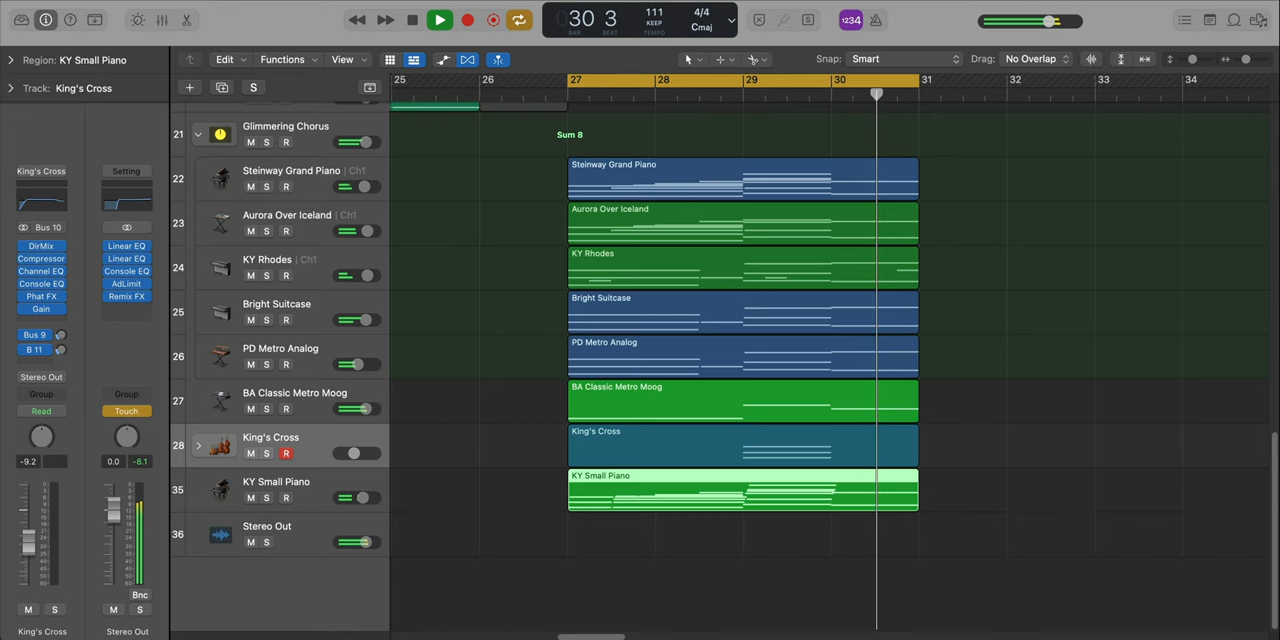 30 3
BAR BEAT
111
KEEP
TEMPO
4/4
Cmaj
1234
Region: KY Small Piano
Edit Functions View
Snap: Smart
Drag: No Overlap
Track: King's Cross
S
25 26 27 28 29 30 31 32 33 34
21 Glimmering Chorus
M S R
Sum 8
22 Steinway Grand Piano | Ch1
M S R
Steinway Grand Piano
23 Aurora Over Iceland | Ch1
M S R
Aurora Over Iceland
24 KY Rhodes | Ch1
M S R
KY Rhodes
25 Bright Suitcase
M S R
Bright Suitcase
26 PD Metro Analog
M S R
PD Metro Analog
27 BA Classic Metro Moog
M S R
BA Classic Metro Moog
28 King's Cross
M S R
King's Cross
35 KY Small Piano
M S R
KY Small Piano
36 Stereo Out
M S
King's Cross Setting
Bus 10
DirMix Linear EQ
Compressor Linear EQ
Channel EQ Console EQ
Console EQ AdLimit
Phat FX Remix FX
Gain
Bus 9
B 11
Stereo Out
Group Group
Read Touch
-9.2 0.0 -8.1
Bnc
M S M S
King's Cross Stereo Out